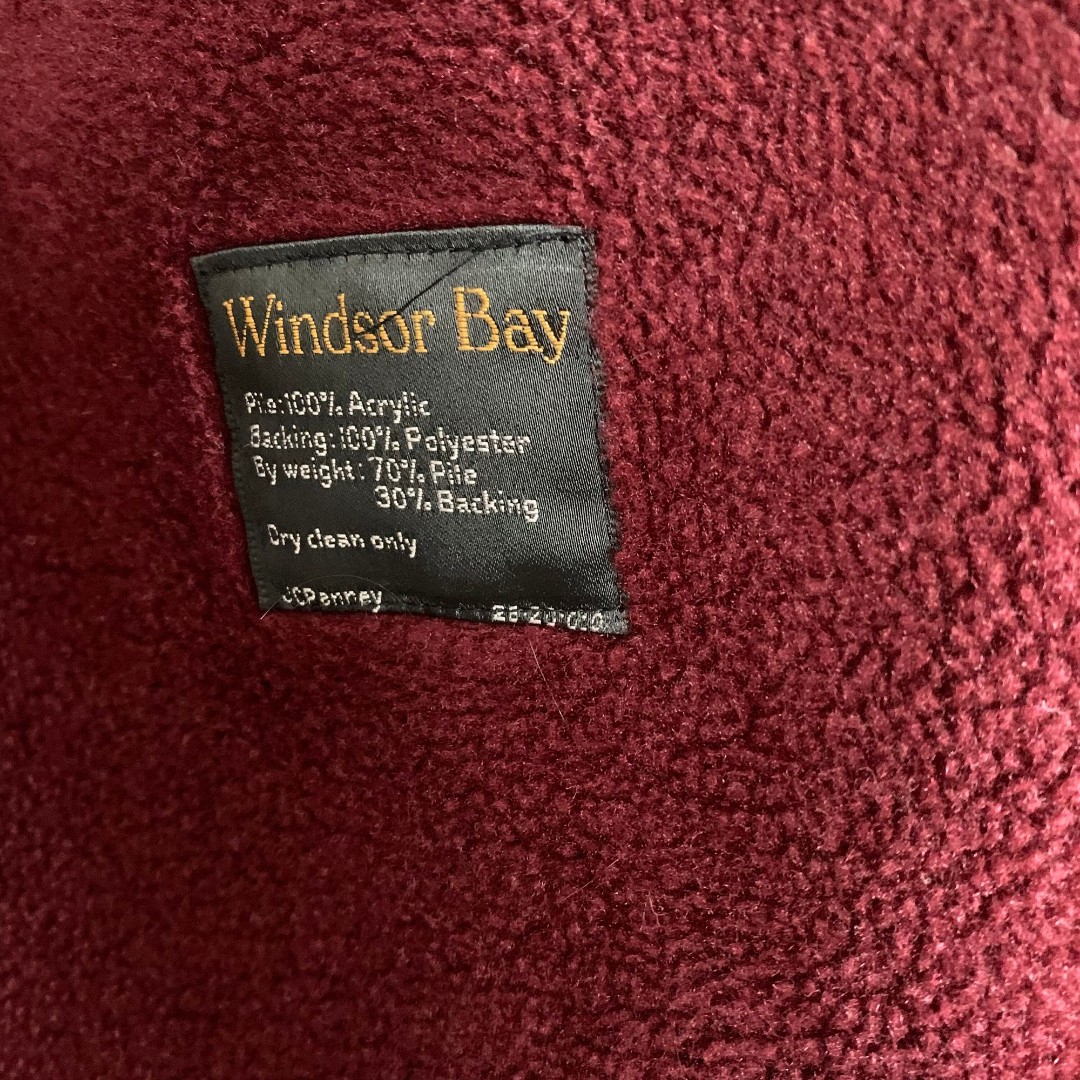 Windsor Bay
Pile:100% Acrylic
Backing: 100% Polyester
By weight: 70% Pile
30% Backing
Dry clean only
JCPenney